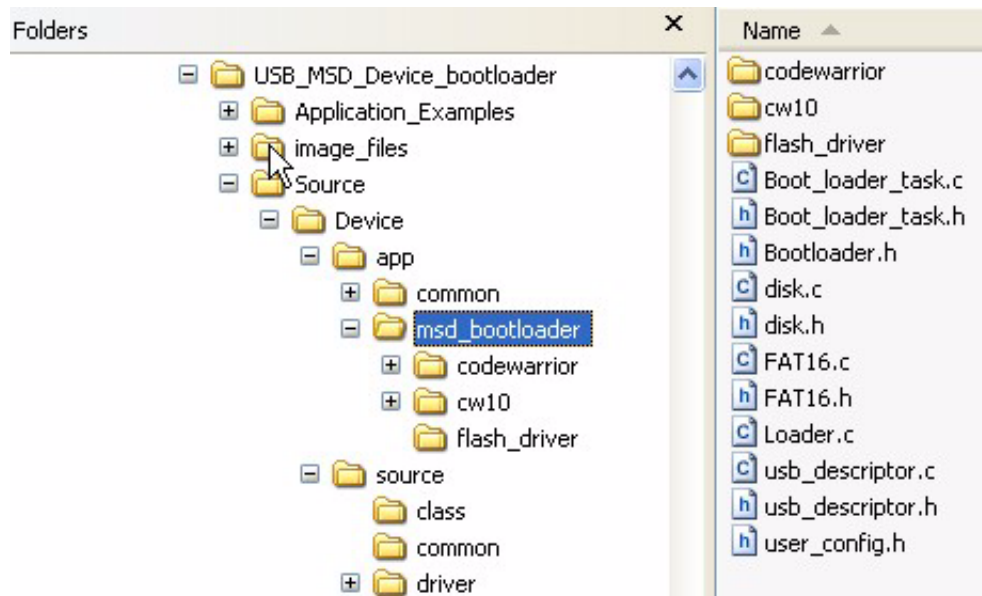 Folders
USB_MSD_Device_bootloader
Application_Examples
image_files
Source
Device
app
common
msd_bootloader
codewarrior
cw10
flash_driver
source
class
common
driver
Name
codewarrior
cw10
flash_driver
Boot_loader_task.c
Boot_loader_task.h
Bootloader.h
disk.c
disk.h
FAT16.c
FAT16.h
Loader.c
usb_descriptor.c
usb_descriptor.h
user_config.h